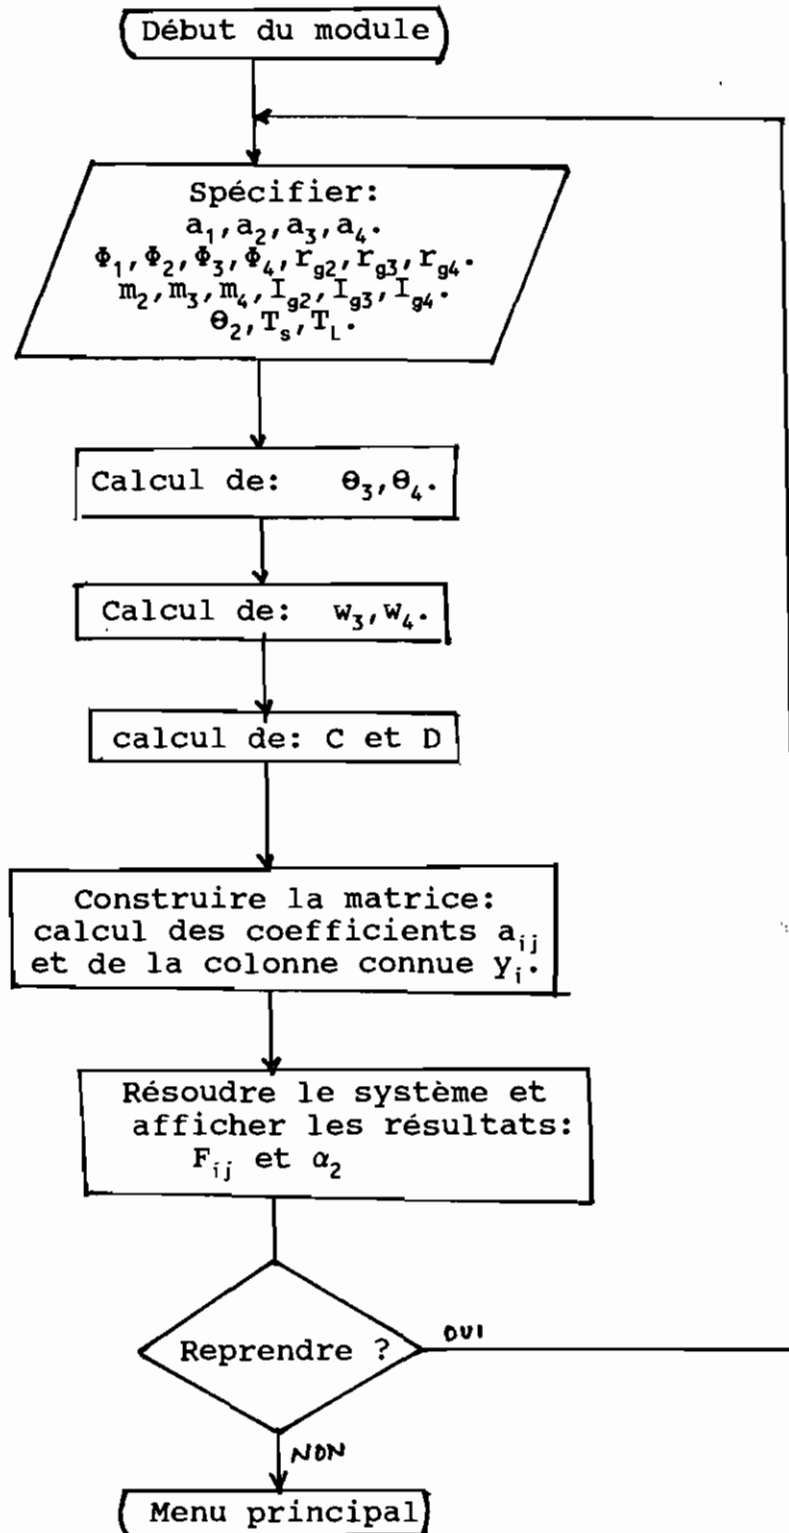 Début du module
Spécifier:
a₁,a₂,a₃,a₄.
Φ₁,Φ₂,Φ₃,Φ₄,r_g2,r_g3,r_g4.
m₂,m₃,m₄,I_g2,I_g3,I_g4.
Θ₂,T_s,T_L.
Calcul de: Θ₃,Θ₄.
Calcul de: w₃,w₄.
calcul de: C et D
Construire la matrice:
calcul des coefficients a_ij
et de la colonne connue y_i.
Résoudre le système et
afficher les résultats:
F_ij et α₂
Reprendre ?
OUI
NON
Menu principal